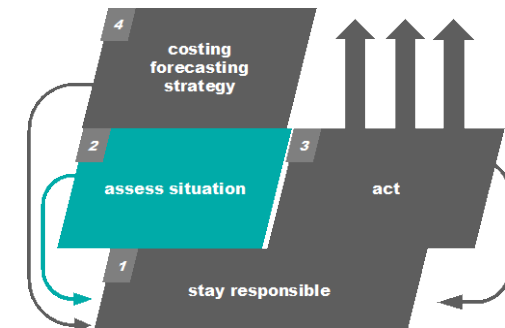 4
costing
forecasting
strategy
2
assess situation
3
act
1
stay responsible